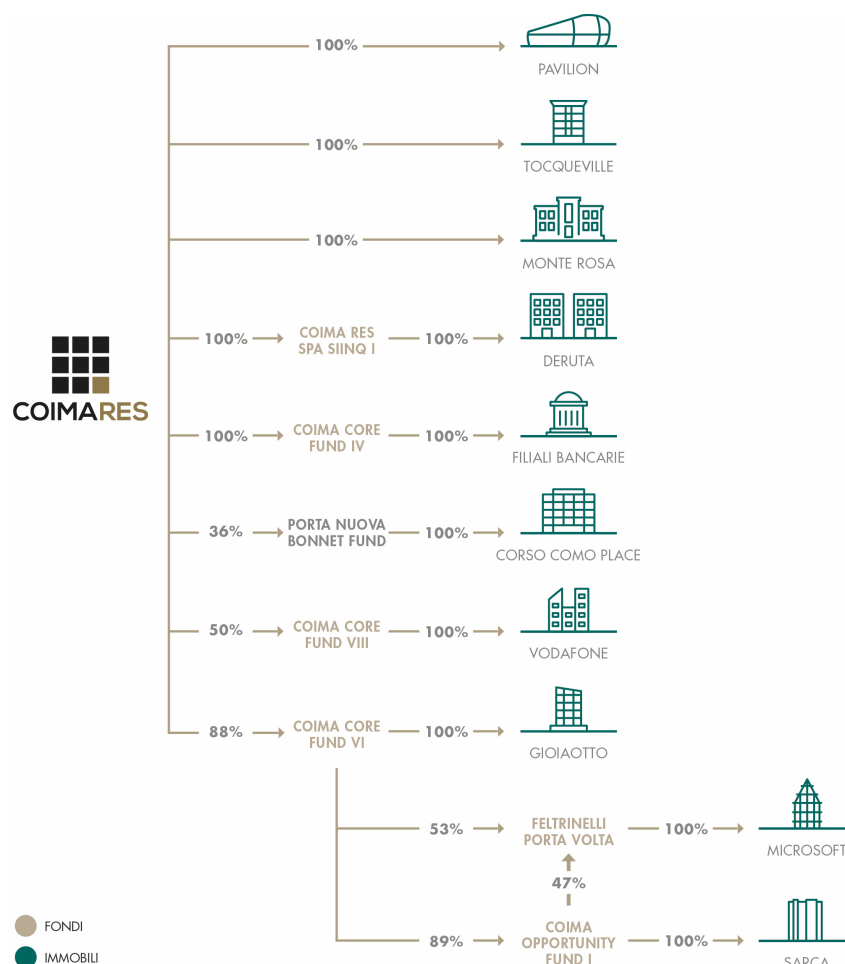 100%
PAVILION
100%
TOCQUEVILLE
100%
MONTE ROSA
COIMARES
100%
COIMA RES
SPA SIINQ I
100%
DERUTA
100%
COIMA CORE
FUND IV
100%
FILIALI BANCARIE
36%
PORTA NUOVA
BONNET FUND
100%
CORSO COMO PLACE
50%
COIMA CORE
FUND VIII
100%
VODAFONE
88%
COIMA CORE
FUND VI
100%
GIOIAOTTO
53%
FELTRINELLI
PORTA VOLTA
100%
MICROSOFT
47%
89%
COIMA
OPPORTUNITY
FUND I
100%
SARCA
FONDI
IMMOBILI